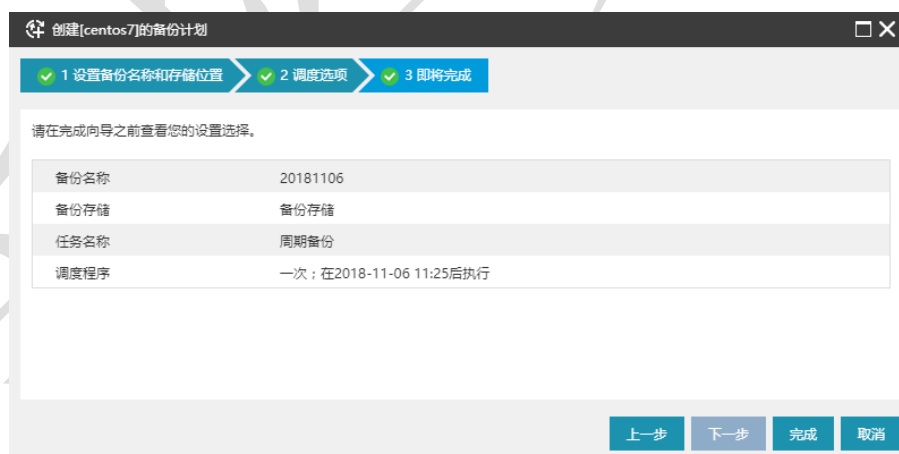 创建[centos7]的备份计划
1 设置备份名称和存储位置 2 调度选项 3 即将完成
请在完成向导之前查看您的设置选择。
备份名称 20181106
备份存储 备份存储
任务名称 周期备份
调度程序 一次；在2018-11-06 11:25后执行
上一步 下一步 完成 取消